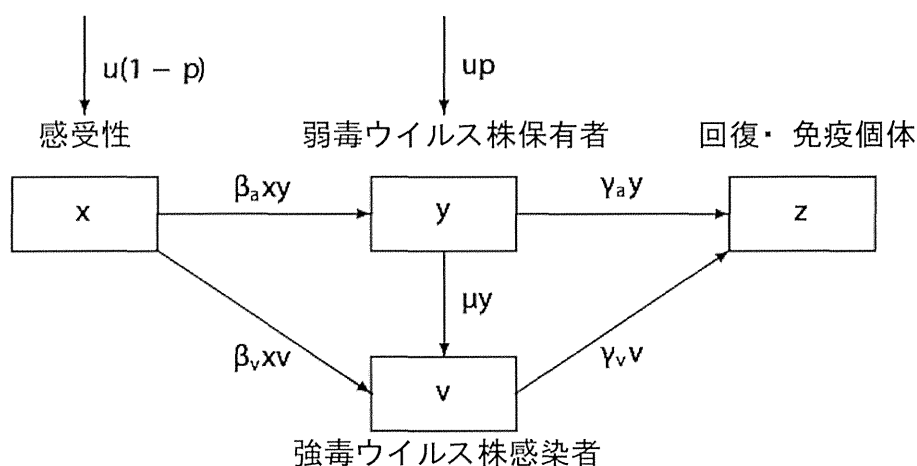 u(1 − p)
up
感受性
弱毒ウイルス株保有者
回復・ 免疫個体
x
βₐxy
y
γₐy
z
μy
βᵥxv
γᵥv
v
強毒ウイルス株感染者